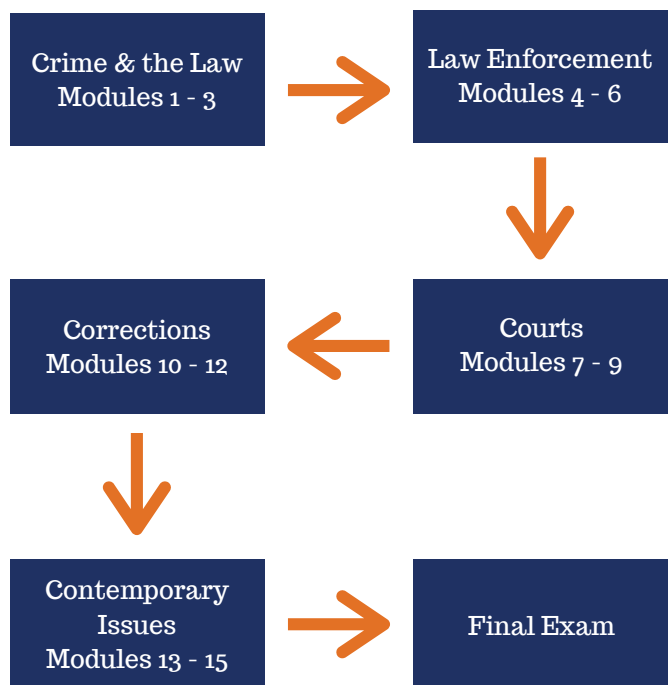 Crime & the Law
Modules 1 - 3
Law Enforcement
Modules 4 - 6
Courts
Modules 7 - 9
Corrections
Modules 10 - 12
Contemporary
Issues
Modules 13 - 15
Final Exam